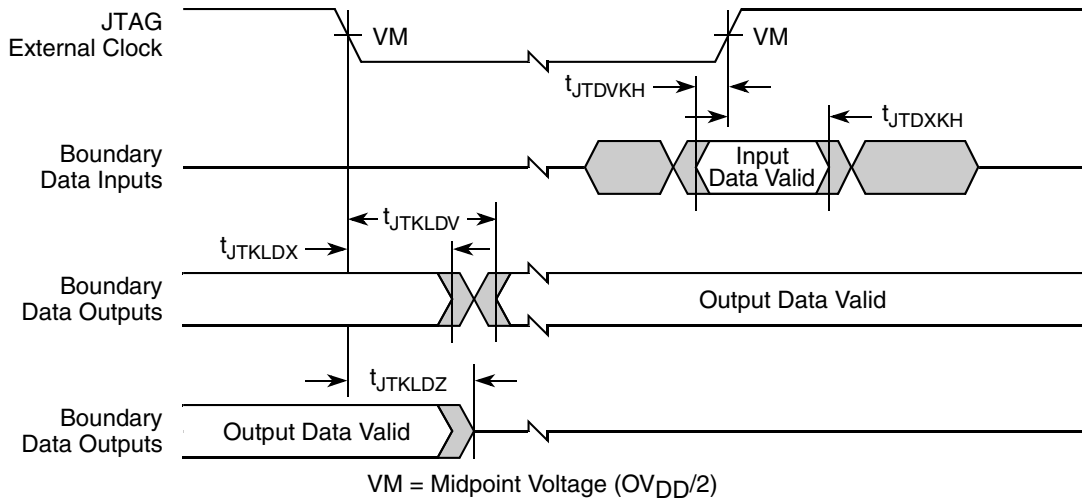 JTAG
External Clock
VM
VM
tJTDVKH
tJTDXKH
Boundary
Data Inputs
Input
Data Valid
tJTKLDV
tJTKLDX
Boundary
Data Outputs
Output Data Valid
tJTKLDZ
Boundary
Data Outputs
Output Data Valid
VM = Midpoint Voltage (OVDD/2)